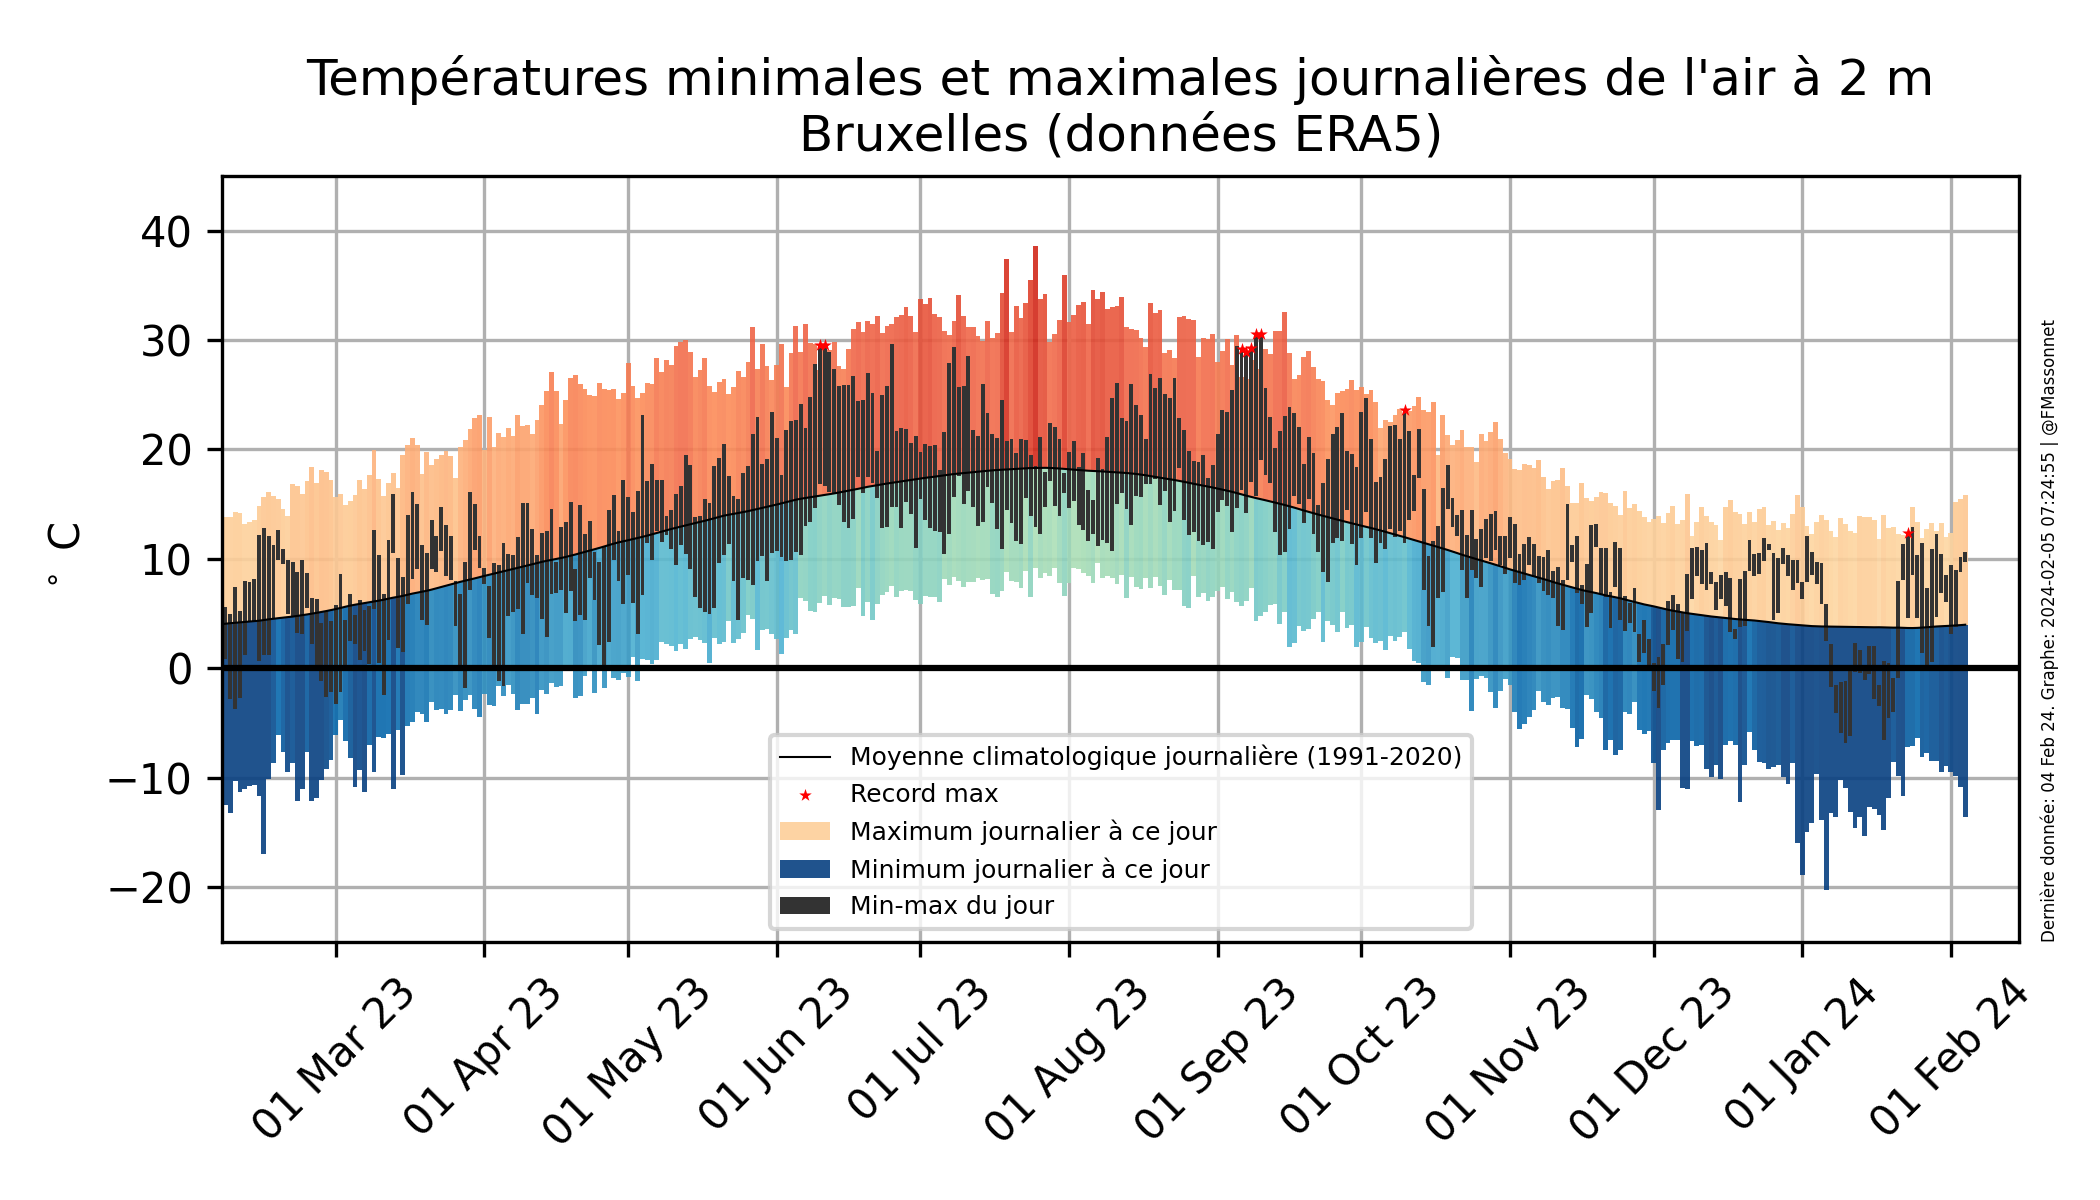 Températures minimales et maximales journalières de l'air à 2 m
Bruxelles (données ERA5)
° C
40
30
20
10
0
−10
−20
Moyenne climatologique journalière (1991-2020)
Record max
Maximum journalier à ce jour
Minimum journalier à ce jour
Min-max du jour
01 Mar 23
01 Apr 23
01 May 23
01 Jun 23
01 Jul 23
01 Aug 23
01 Sep 23
01 Oct 23
01 Nov 23
01 Dec 23
01 Jan 24
01 Feb 24
Dernière donnée: 04 Feb 24. Graphe: 2024-02-05 07:24:55 | @FMassonnet